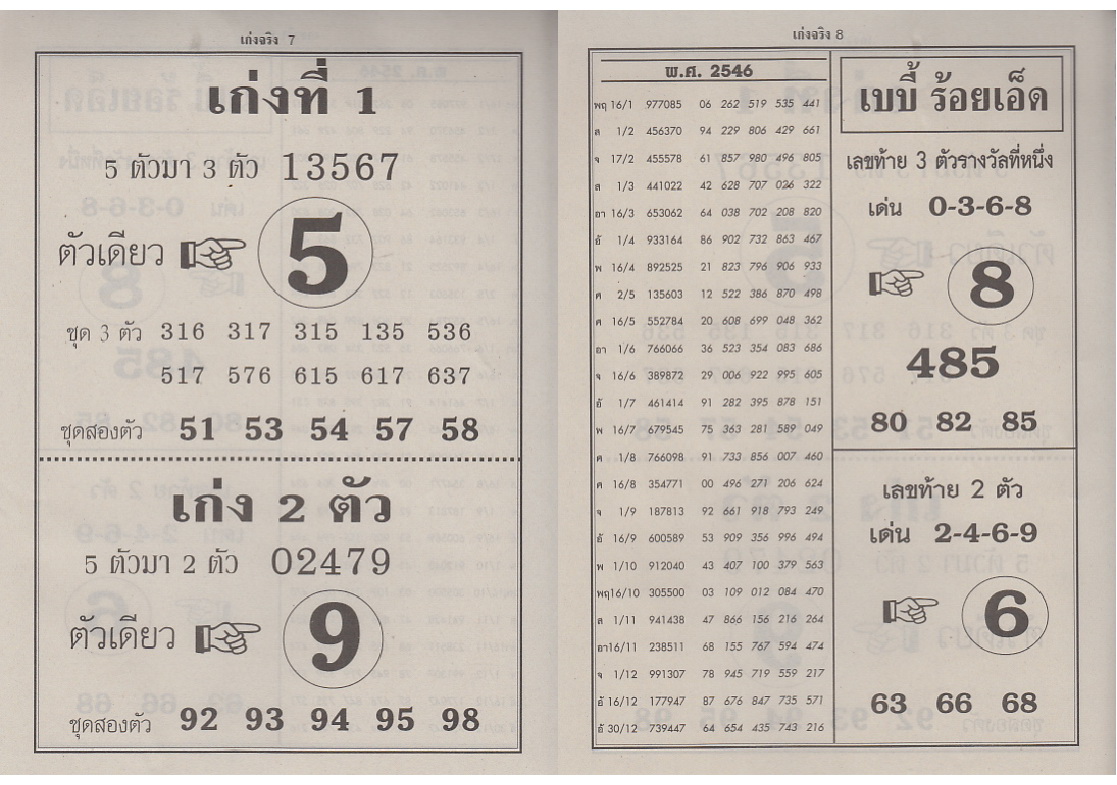 เก่งจริง 7
เก่งที่ 1
5 ตัวมา 3 ตัว 13567
ตัวเดียว 5
ชุด 3 ตัว 316 317 315 135 536
517 576 615 617 637
ชุดสองตัว 51 53 54 57 58
เก่ง 2 ตัว
5 ตัวมา 2 ตัว 02479
ตัวเดียว 9
ชุดสองตัว 92 93 94 95 98
เก่งจริง 8
พ.ศ. 2546
พฤ 16/1 977085 06 262 519 535 441
ส 1/2 456370 94 229 806 429 661
จ 17/2 455578 61 857 980 496 805
ส 1/3 441022 42 628 707 026 322
อา 16/3 653062 64 038 702 208 820
อั 1/4 933164 86 902 732 863 467
พ 16/4 892525 21 823 796 906 933
ศ 2/5 135603 12 522 386 870 498
ศ 16/5 552784 20 608 699 048 362
อา 1/6 766066 36 523 354 083 686
จ 16/6 389872 29 006 922 995 605
อั 1/7 461414 91 282 395 878 151
พ 16/7 679545 75 363 281 589 049
ศ 1/8 766098 91 733 856 007 460
ส 16/8 354771 00 496 271 206 624
จ 1/9 187813 92 661 918 793 249
อั 16/9 600589 53 909 356 996 494
พ 1/10 912040 43 407 100 379 563
พฤ16/10 305500 03 109 012 084 470
ส 1/11 941438 47 866 156 216 264
อา16/11 238511 68 155 767 594 474
จ 1/12 991307 78 945 719 559 217
อั 16/12 177947 87 676 847 735 571
อั 30/12 739447 64 654 435 743 216
เบบี้ ร้อยเอ็ด
เลขท้าย 3 ตัวรางวัลที่หนึ่ง
เด่น 0-3-6-8
8
485
80 82 85
เลขท้าย 2 ตัว
เด่น 2-4-6-9
6
63 66 68